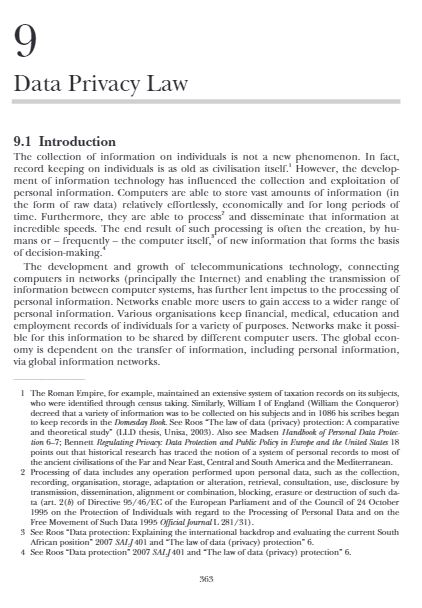 9
Data Privacy Law
9.1 Introduction
The collection of information on individuals is not a new phenomenon. In fact,
record keeping on individuals is as old as civilisation itself.1 However, the develop-
ment of information technology has influenced the collection and exploitation of
personal information. Computers are able to store vast amounts of information (in
the form of raw data) relatively effortlessly, economically and for long periods of
time. Furthermore, they are able to process2 and disseminate that information at
incredible speeds. The end result of such processing is often the creation, by hu-
mans or – frequently – the computer itself,3 of new information that forms the basis
of decision-making.4
The development and growth of telecommunications technology, connecting
computers in networks (principally the Internet) and enabling the transmission of
information between computer systems, has further lent impetus to the processing of
personal information. Networks enable more users to gain access to a wider range of
personal information. Various organisations keep financial, medical, education and
employment records of individuals for a variety of purposes. Networks make it possi-
ble for this information to be shared by different computer users. The global econ-
omy is dependent on the transfer of information, including personal information,
via global information networks.
1 The Roman Empire, for example, maintained an extensive system of taxation records on its subjects,
who were identified through census taking. Similarly, William I of England (William the Conqueror)
decreed that a variety of information was to be collected on his subjects and in 1086 his scribes began
to keep records in the Domesday Book. See Roos “The law of data (privacy) protection: A comparative
and theoretical study” (LLD thesis, Unisa, 2003). Also see Madsen Handbook of Personal Data Protec-
tion 6–7; Bennett Regulating Privacy: Data Protection and Public Policy in Europe and the United States 18
points out that historical research has traced the notion of a system of personal records to most of
the ancient civilisations of the Far and Near East, Central and South America and the Mediterranean.
2 Processing of data includes any operation performed upon personal data, such as the collection,
recording, organisation, storage, adaptation or alteration, retrieval, consultation, use, disclosure by
transmission, dissemination, alignment or combination, blocking, erasure or destruction of such da-
ta (art. 2(b) of Directive 95/46/EC of the European Parliament and of the Council of 24 October
1995 on the Protection of Individuals with regard to the Processing of Personal Data and on the
Free Movement of Such Data 1995 Official Journal L 281/31).
3 See Roos “Data protection: Explaining the international backdrop and evaluating the current South
African position” 2007 SALJ 401 and “The law of data (privacy) protection” 6.
4 See Roos “Data protection” 2007 SALJ 401 and “The law of data (privacy) protection” 6.
363